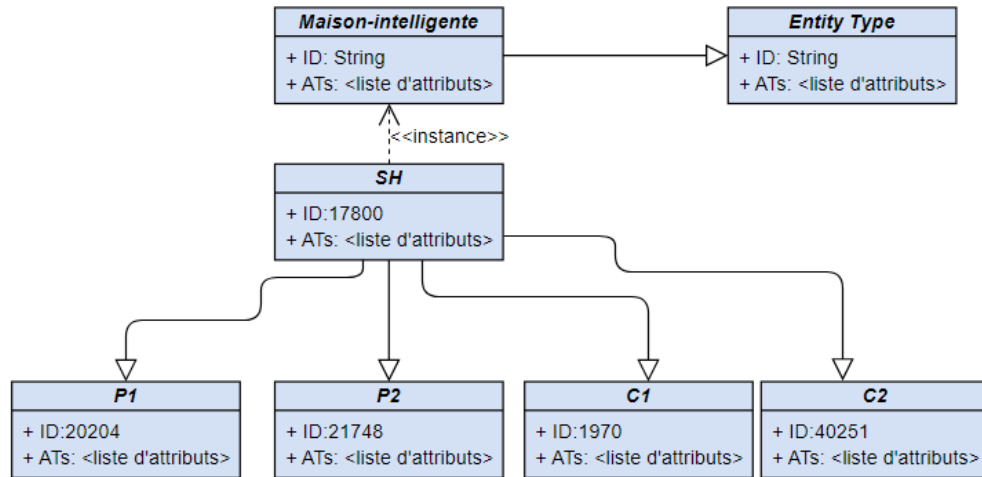 Maison-intelligente
+ ID: String
+ ATs: <liste d'attributs>
Entity Type
+ ID: String
+ ATs: <liste d'attributs>
<<instance>>
SH
+ ID:17800
+ ATs: <liste d'attributs>
P1
+ ID:20204
+ ATs: <liste d'attributs>
P2
+ ID:21748
+ ATs: <liste d'attributs>
C1
+ ID:1970
+ ATs: <liste d'attributs>
C2
+ ID:40251
+ ATs: <liste d'attributs>